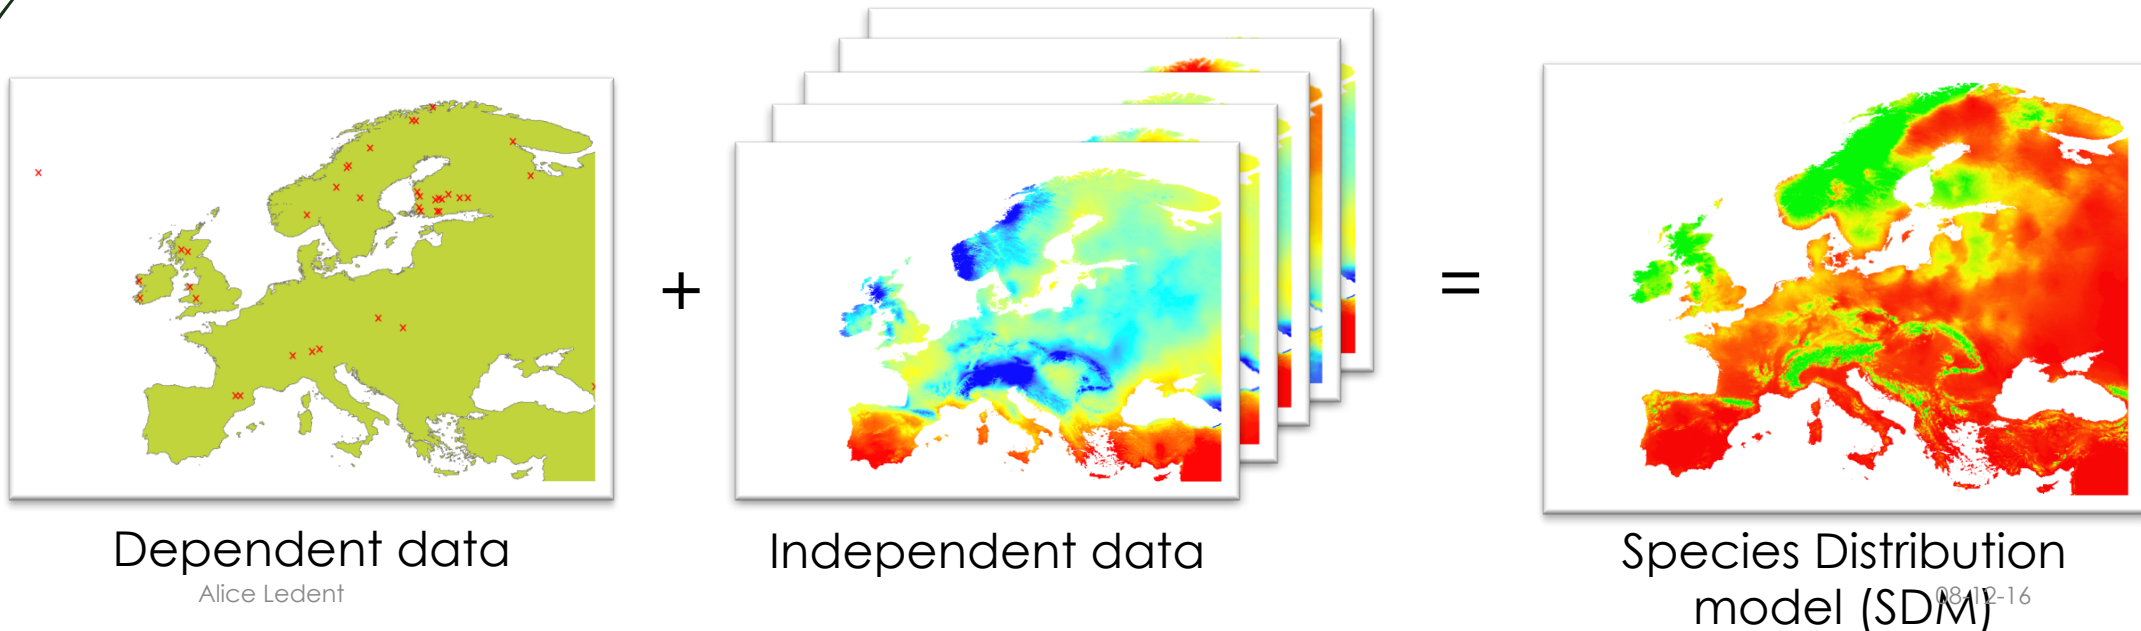 +
=
Dependent data
Independent data
Species Distribution
model (SDM)
Alice Ledent
08-12-16